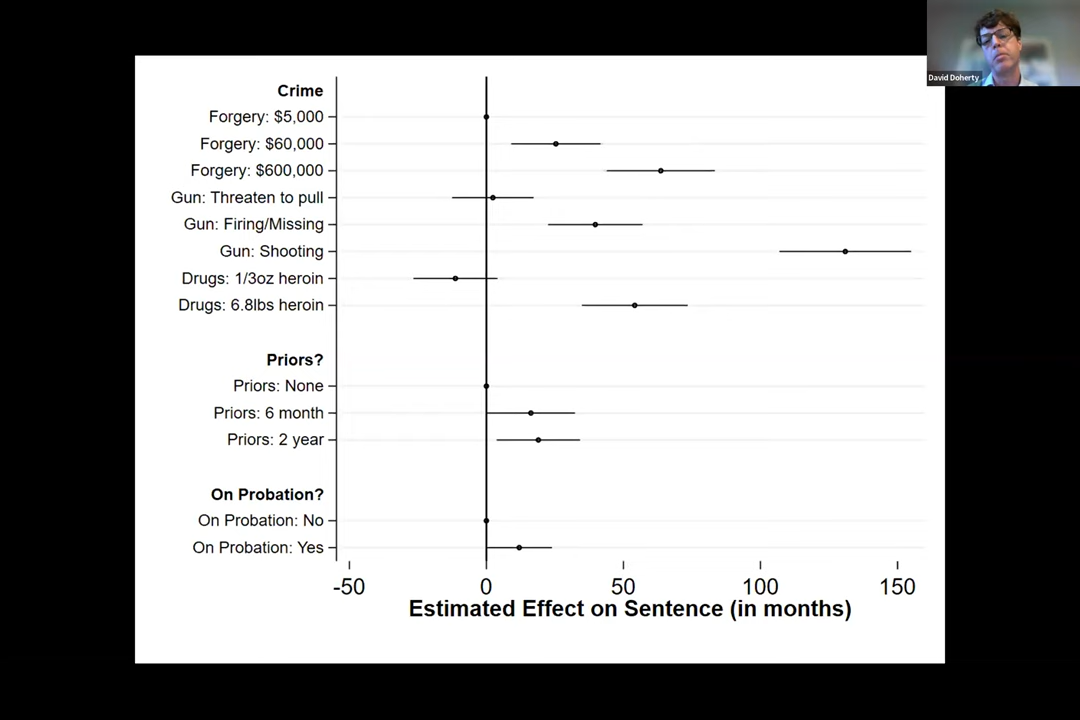 David Doherty
Crime
Forgery: $5,000
Forgery: $60,000
Forgery: $600,000
Gun: Threaten to pull
Gun: Firing/Missing
Gun: Shooting
Drugs: 1/3oz heroin
Drugs: 6.8lbs heroin
Priors?
Priors: None
Priors: 6 month
Priors: 2 year
On Probation?
On Probation: No
On Probation: Yes
-50 0 50 100 150
Estimated Effect on Sentence (in months)